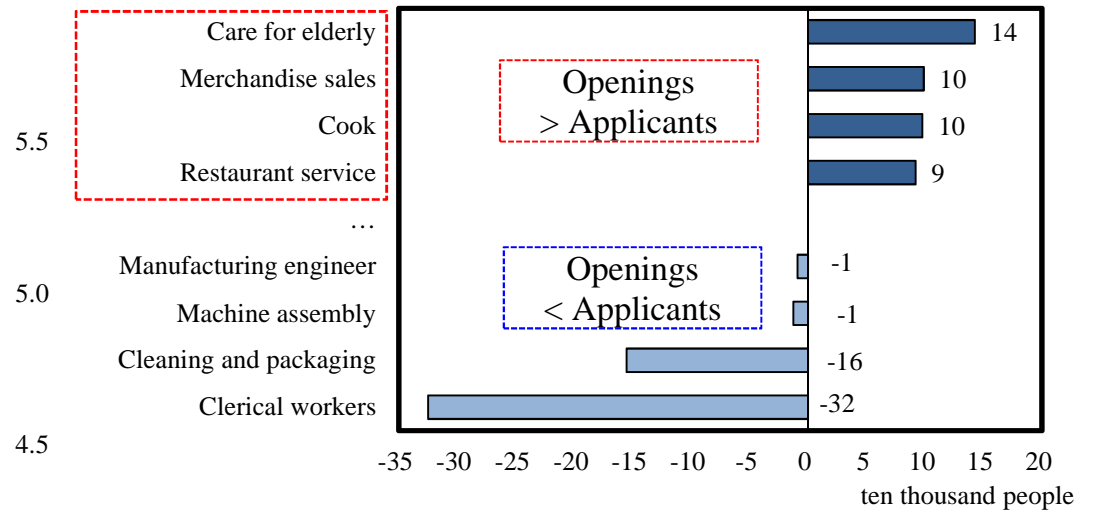 Care for elderly
14
Merchandise sales
10
Openings
> Applicants
Cook
10
5.5
Restaurant service
9
…
Manufacturing engineer
-1
Openings
< Applicants
5.0
Machine assembly
-1
Cleaning and packaging
-16
Clerical workers
-32
4.5
-35 -30 -25 -20 -15 -10 -5 0 5 10 15 20
ten thousand people